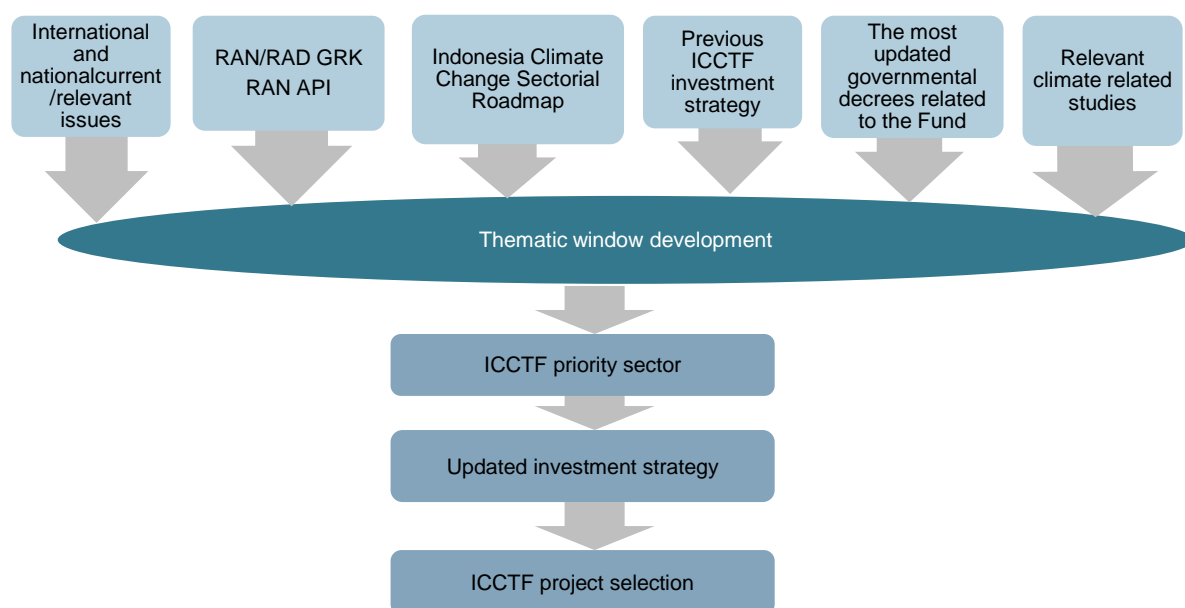 International
and
nationalcurrent
/relevant
issues
RAN/RAD GRK
RAN API
Indonesia Climate
Change Sectorial
Roadmap
Previous
ICCTF
investment
strategy
The most
updated
governmental
decrees related
to the Fund
Relevant
climate related
studies
Thematic window development
ICCTF priority sector
Updated investment strategy
ICCTF project selection